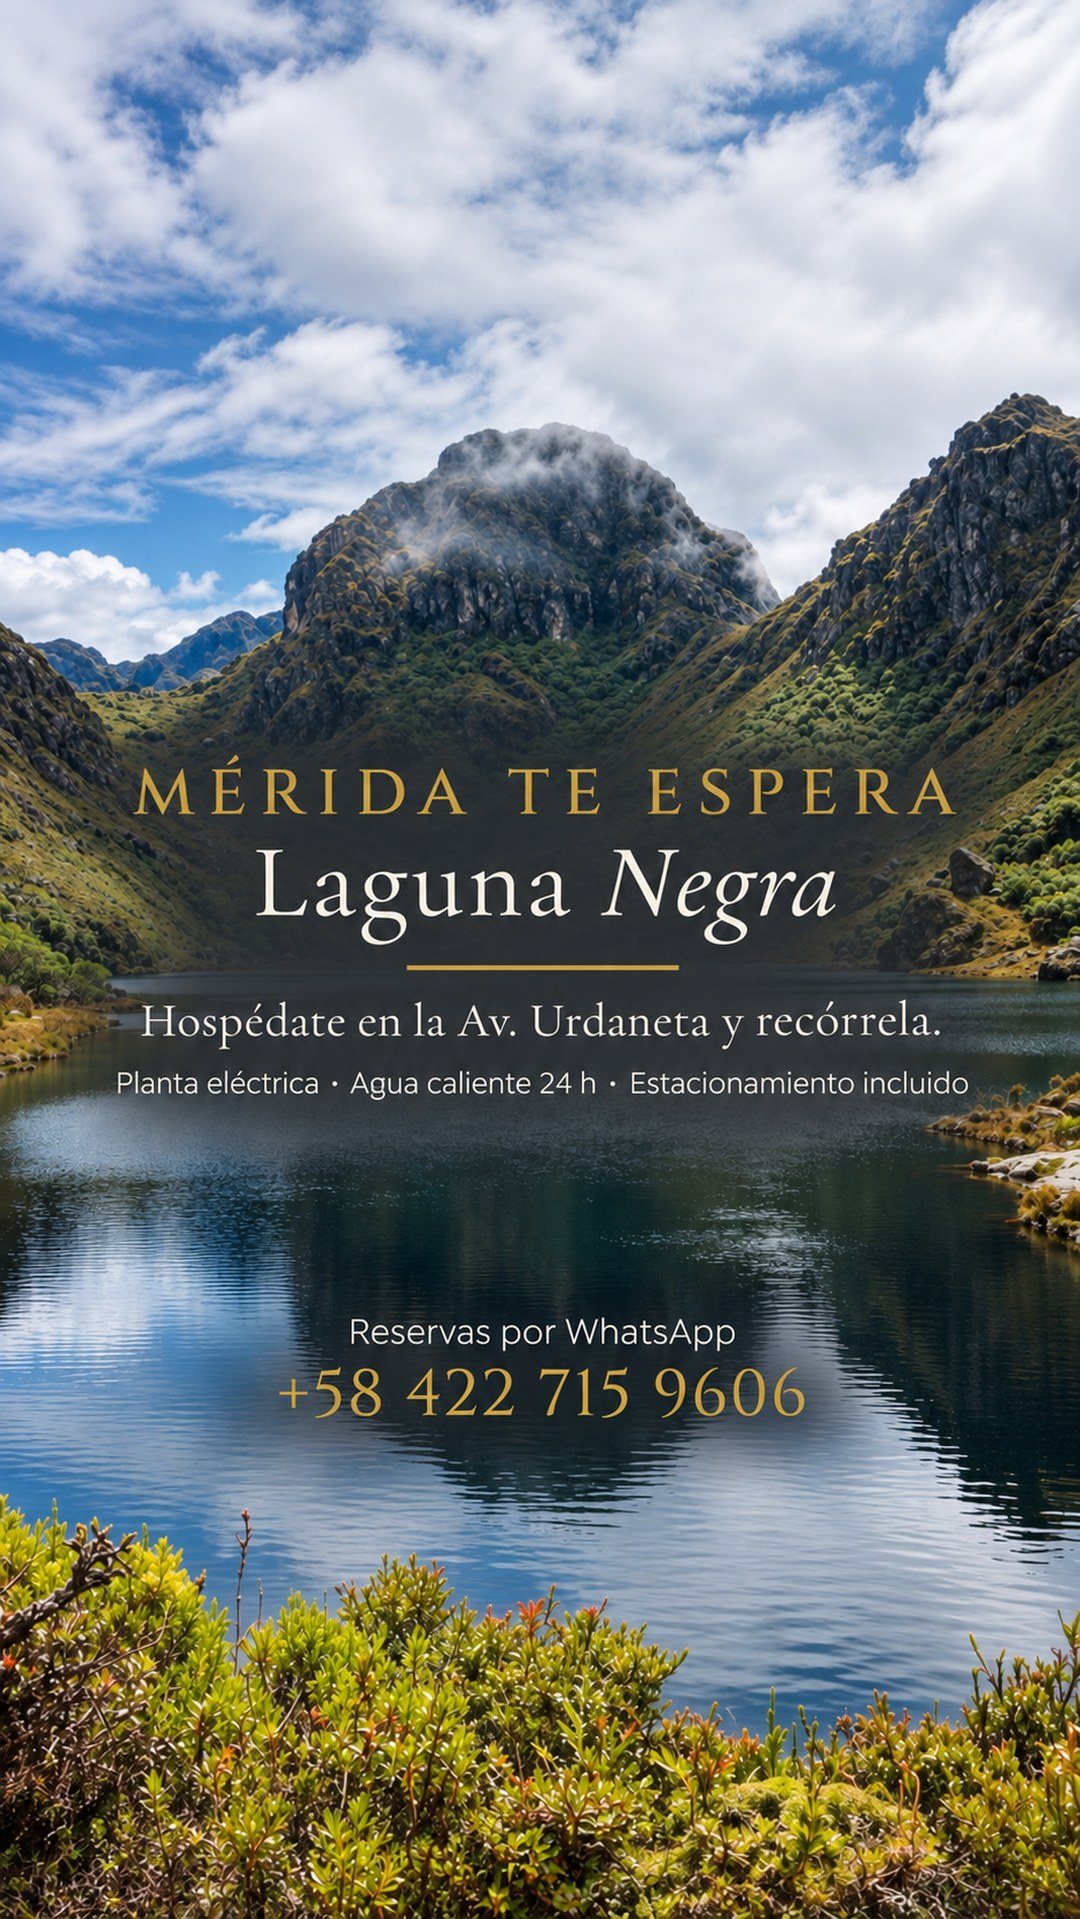 MÉRIDA TE ESPERA
Laguna Negra
Hospédate en la Av. Urdaneta y recórrela.
Planta eléctrica • Agua caliente 24 h • Estacionamiento incluido
Reservas por WhatsApp
+58 422 715 9606